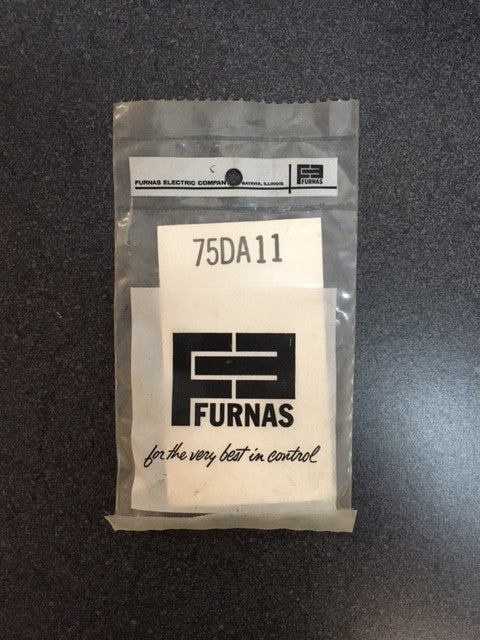 FURNAS ELECTRIC COMPANY BATAVIA, ILLINOIS
FURNAS
75DA11
FURNAS
for the very best in control